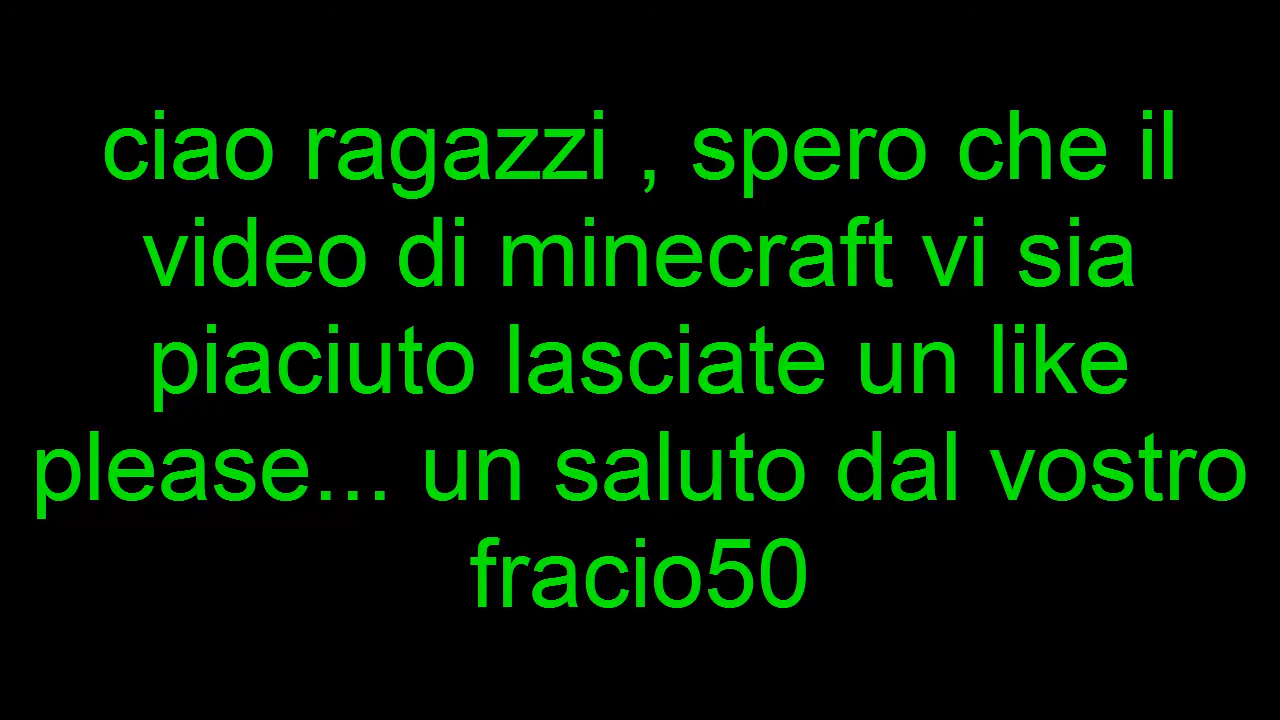 ciao ragazzi , spero che il
video di minecraft vi sia
piaciuto lasciate un like
please... un saluto dal vostro
fracio50